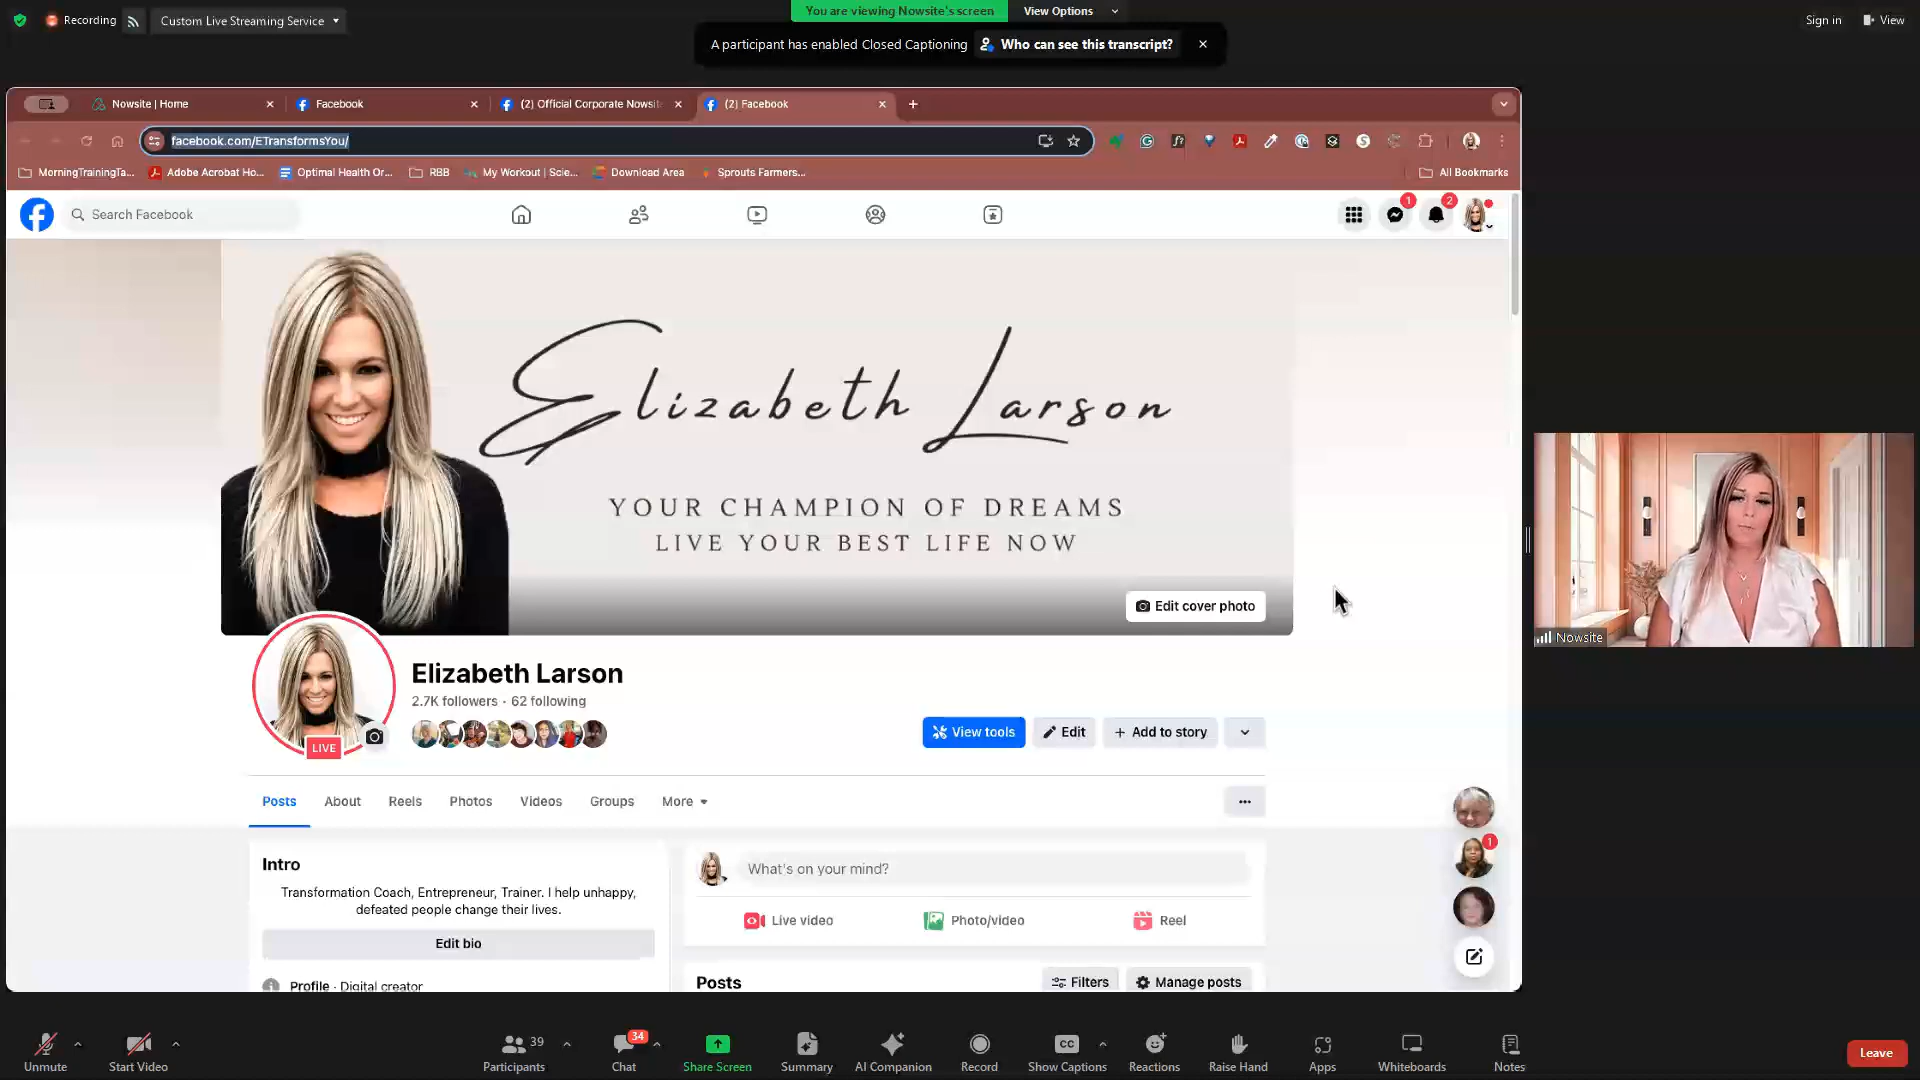 Recording
Custom Live Streaming Service
You are viewing Nowsite's screen
View Options
Sign in
View
A participant has enabled Closed Captioning
Who can see this transcript?
Nowsite | Home
Facebook
(2) Official Corporate Nowsite
(2) Facebook
facebook.com/ETransformsYou/
MorningTrainingTa...
Adobe Acrobat Ho...
Optimal Health Or...
RBB
My Workout | Scie...
Download Area
Sprouts Farmers...
All Bookmarks
Search Facebook
1
2
Elizabeth Larson
YOUR CHAMPION OF DREAMS
LIVE YOUR BEST LIFE NOW
Edit cover photo
Nowsite
LIVE
Elizabeth Larson
2.7K followers · 62 following
View tools
Edit
+ Add to story
Posts
About
Reels
Photos
Videos
Groups
More
Intro
Transformation Coach, Entrepreneur, Trainer. I help unhappy,
defeated people change their lives.
Edit bio
Profile · Digital creator
What's on your mind?
Live video
Photo/video
Reel
Posts
Filters
Manage posts
1
Unmute
Start Video
39
Participants
34
Chat
Share Screen
Summary
AI Companion
Record
CC
Show Captions
Reactions
Raise Hand
Apps
Whiteboards
Notes
Leave